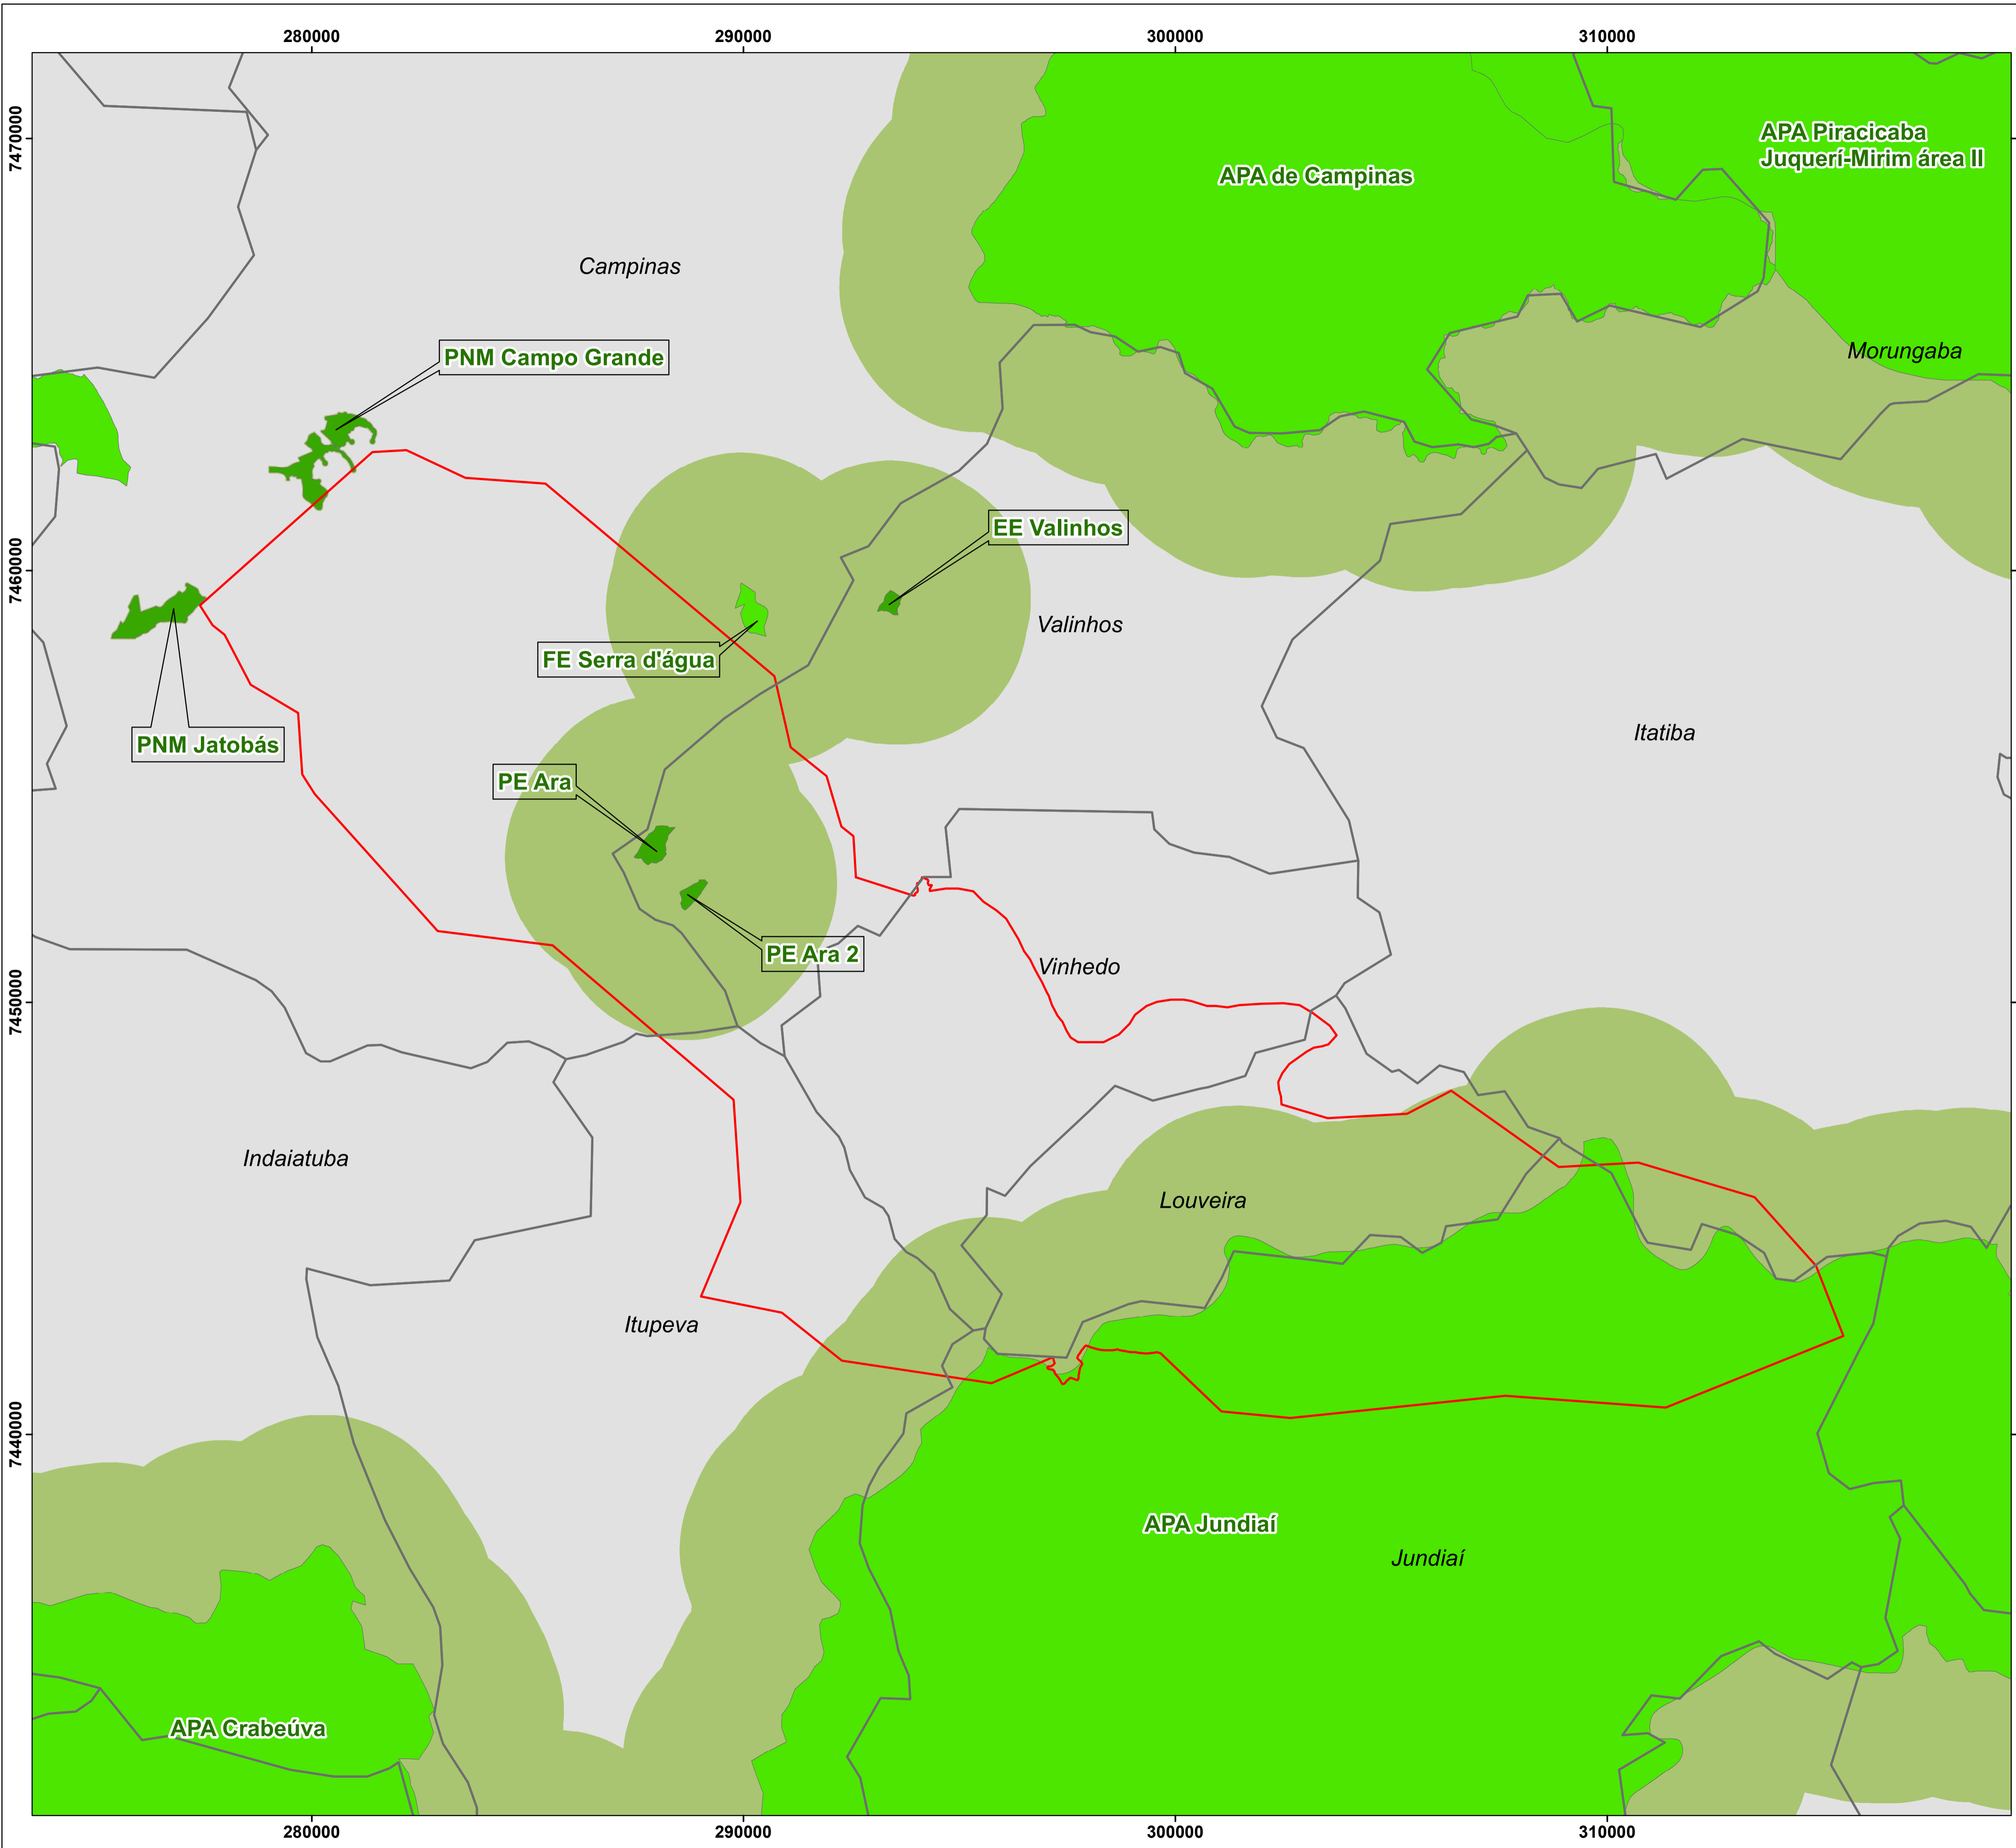 280000
290000
300000
310000
7470000
APA Piracicaba
Juquerí-Mirim área II
APA de Campinas
Campinas
Morungaba
PNM Campo Grande
7460000
EE Valinhos
Valinhos
FE Serra d'água
Itatiba
PNM Jatobás
PE Ara
PE Ara 2
Vinhedo
7450000
Indaiatuba
Louveira
Itupeva
7440000
APA Jundiaí
Jundiaí
APA Crabeúva
280000
290000
300000
310000